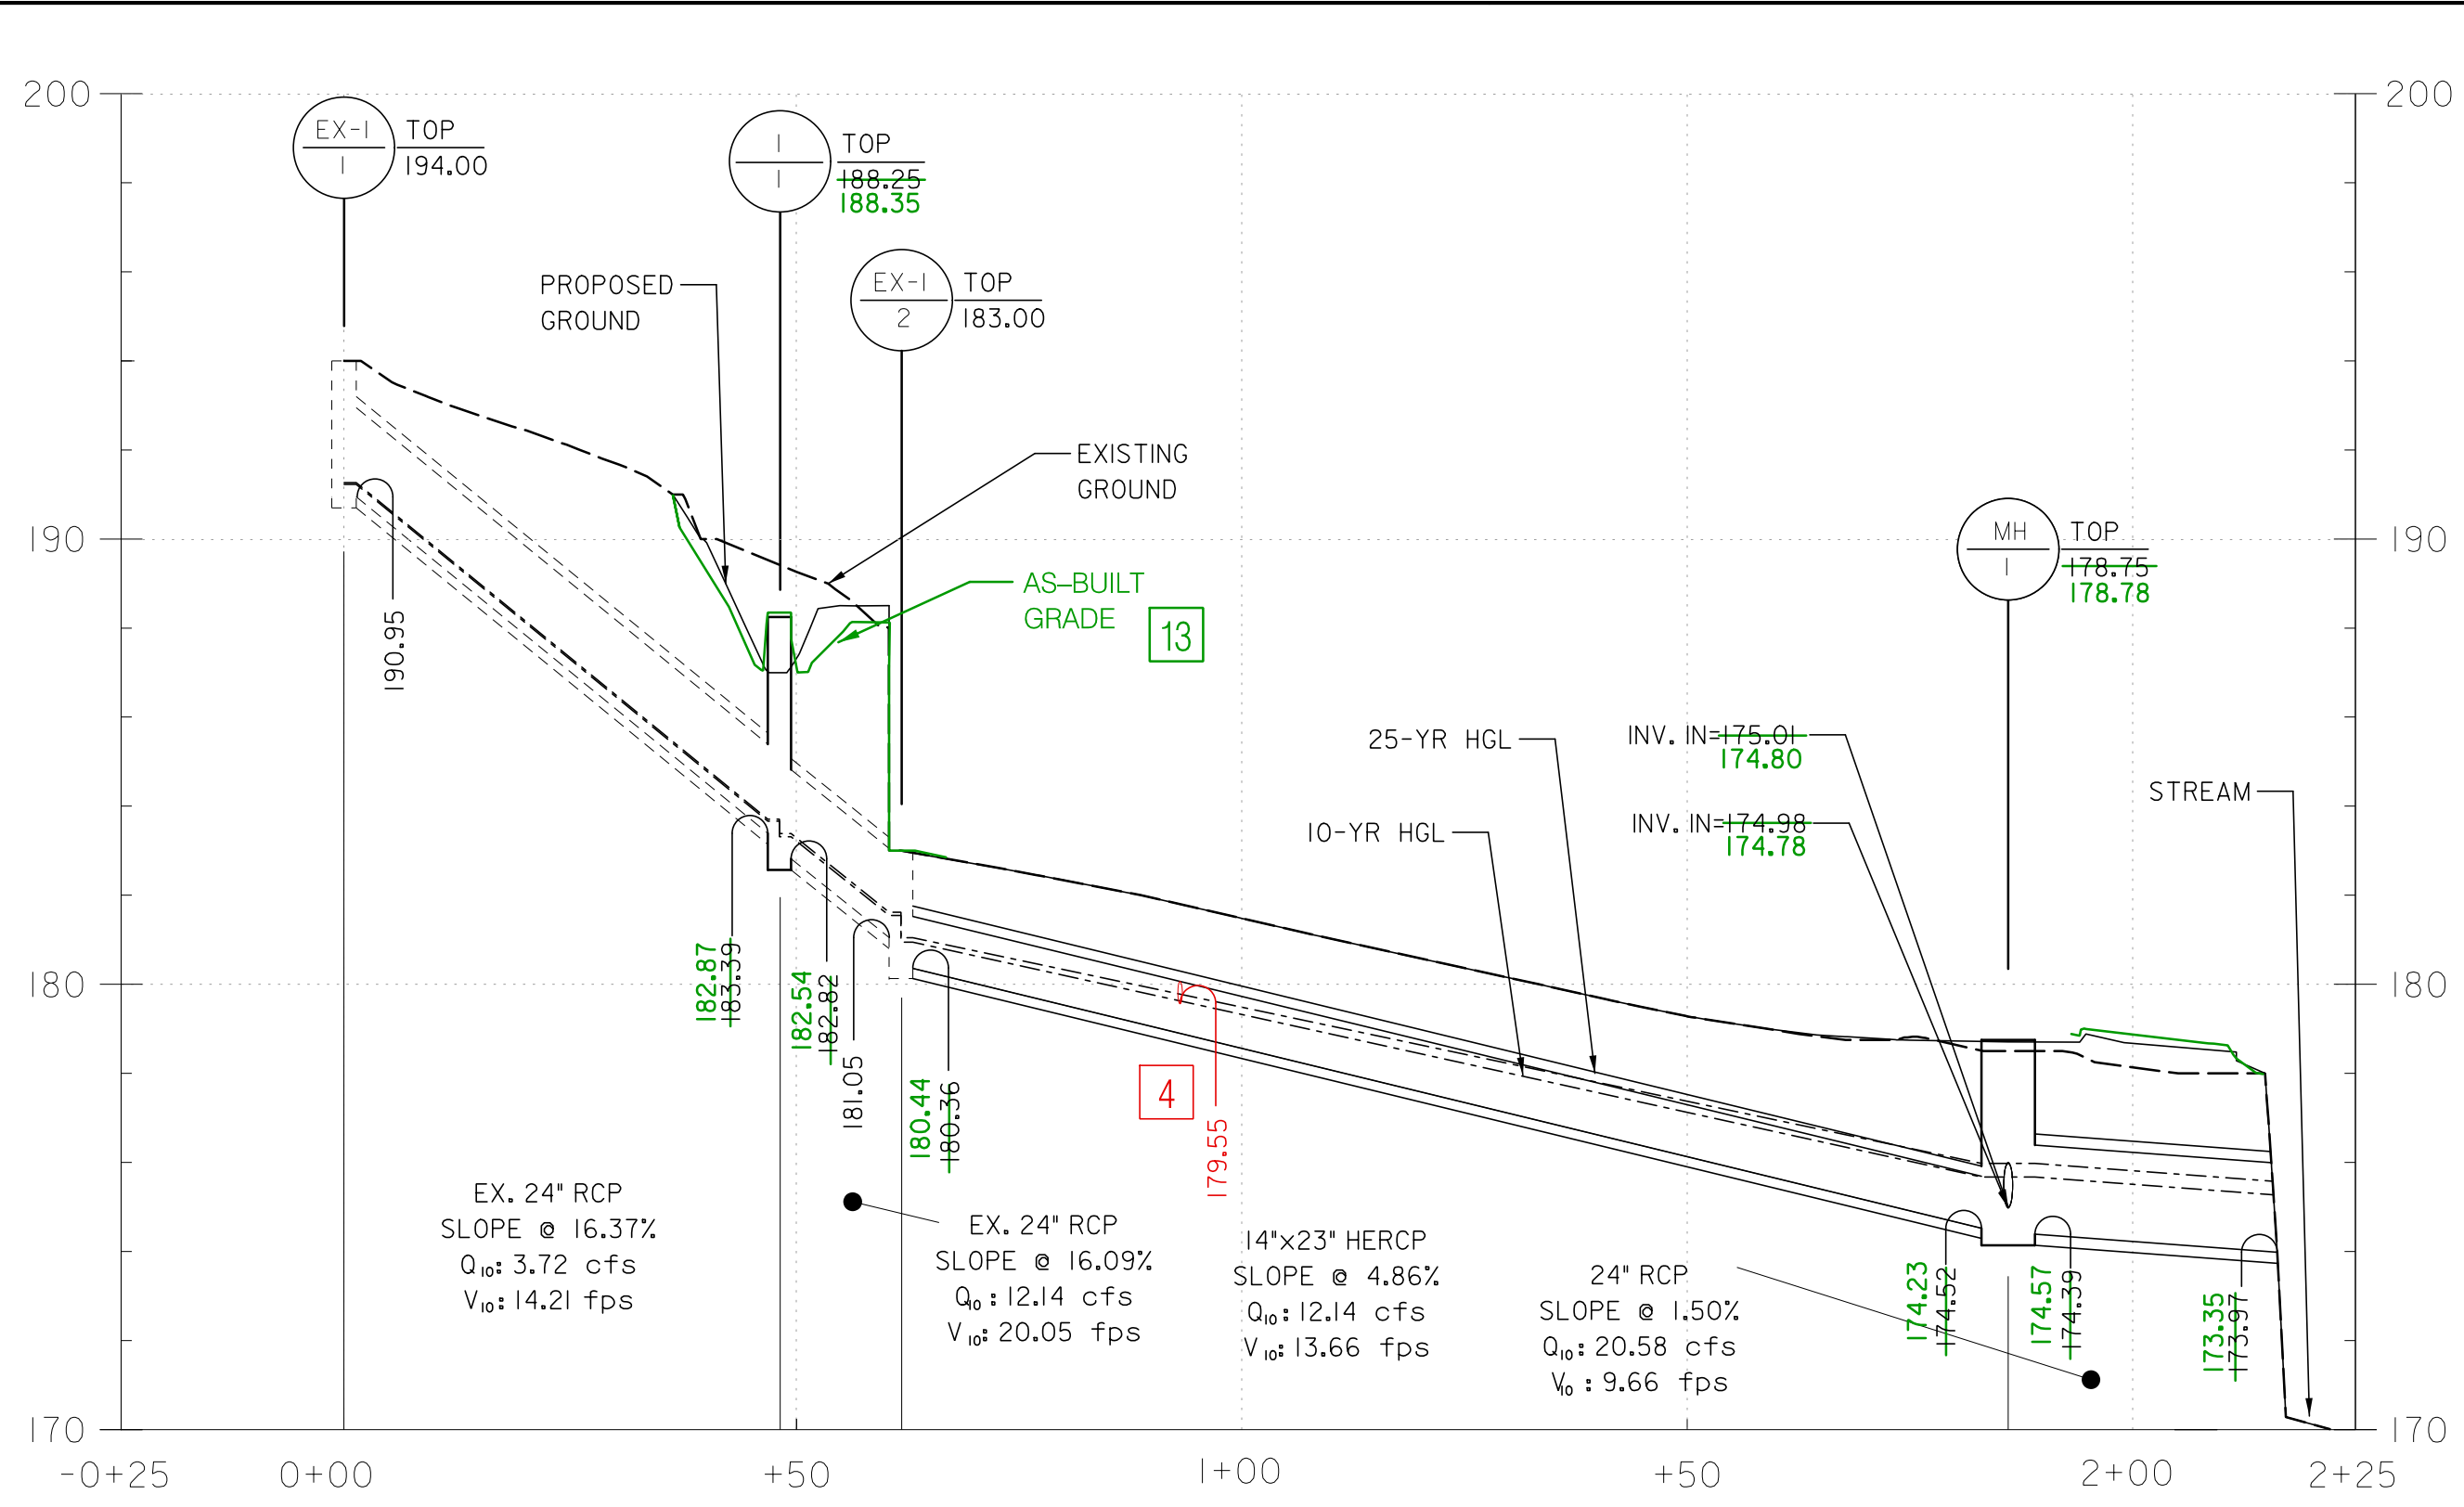 200
200
EX-1
1
TOP
194.00
1
1
TOP
188.25
188.35
EX-1
2
TOP
183.00
PROPOSED
GROUND
EXISTING
GROUND
AS-BUILT
GRADE
13
MH
1
TOP
178.75
178.78
190
190
190.95
25-YR HGL
10-YR HGL
INV. IN=175.01
174.80
INV. IN=174.98
174.78
STREAM
180
180
182.87
183.39
182.54
182.82
181.05
180.44
180.36
4
179.55
174.23
174.52
174.57
174.39
173.35
173.97
EX. 24" RCP
SLOPE @ 16.37%
Q10: 3.72 cfs
V10: 14.21 fps
EX. 24" RCP
SLOPE @ 16.09%
Q10: 12.14 cfs
V10: 20.05 fps
14"x23" HERCP
SLOPE @ 4.86%
Q10: 12.14 cfs
V10: 13.66 fps
24" RCP
SLOPE @ 1.50%
Q10: 20.58 cfs
V10: 9.66 fps
170
170
-0+25
0+00
+50
1+00
+50
2+00
2+25